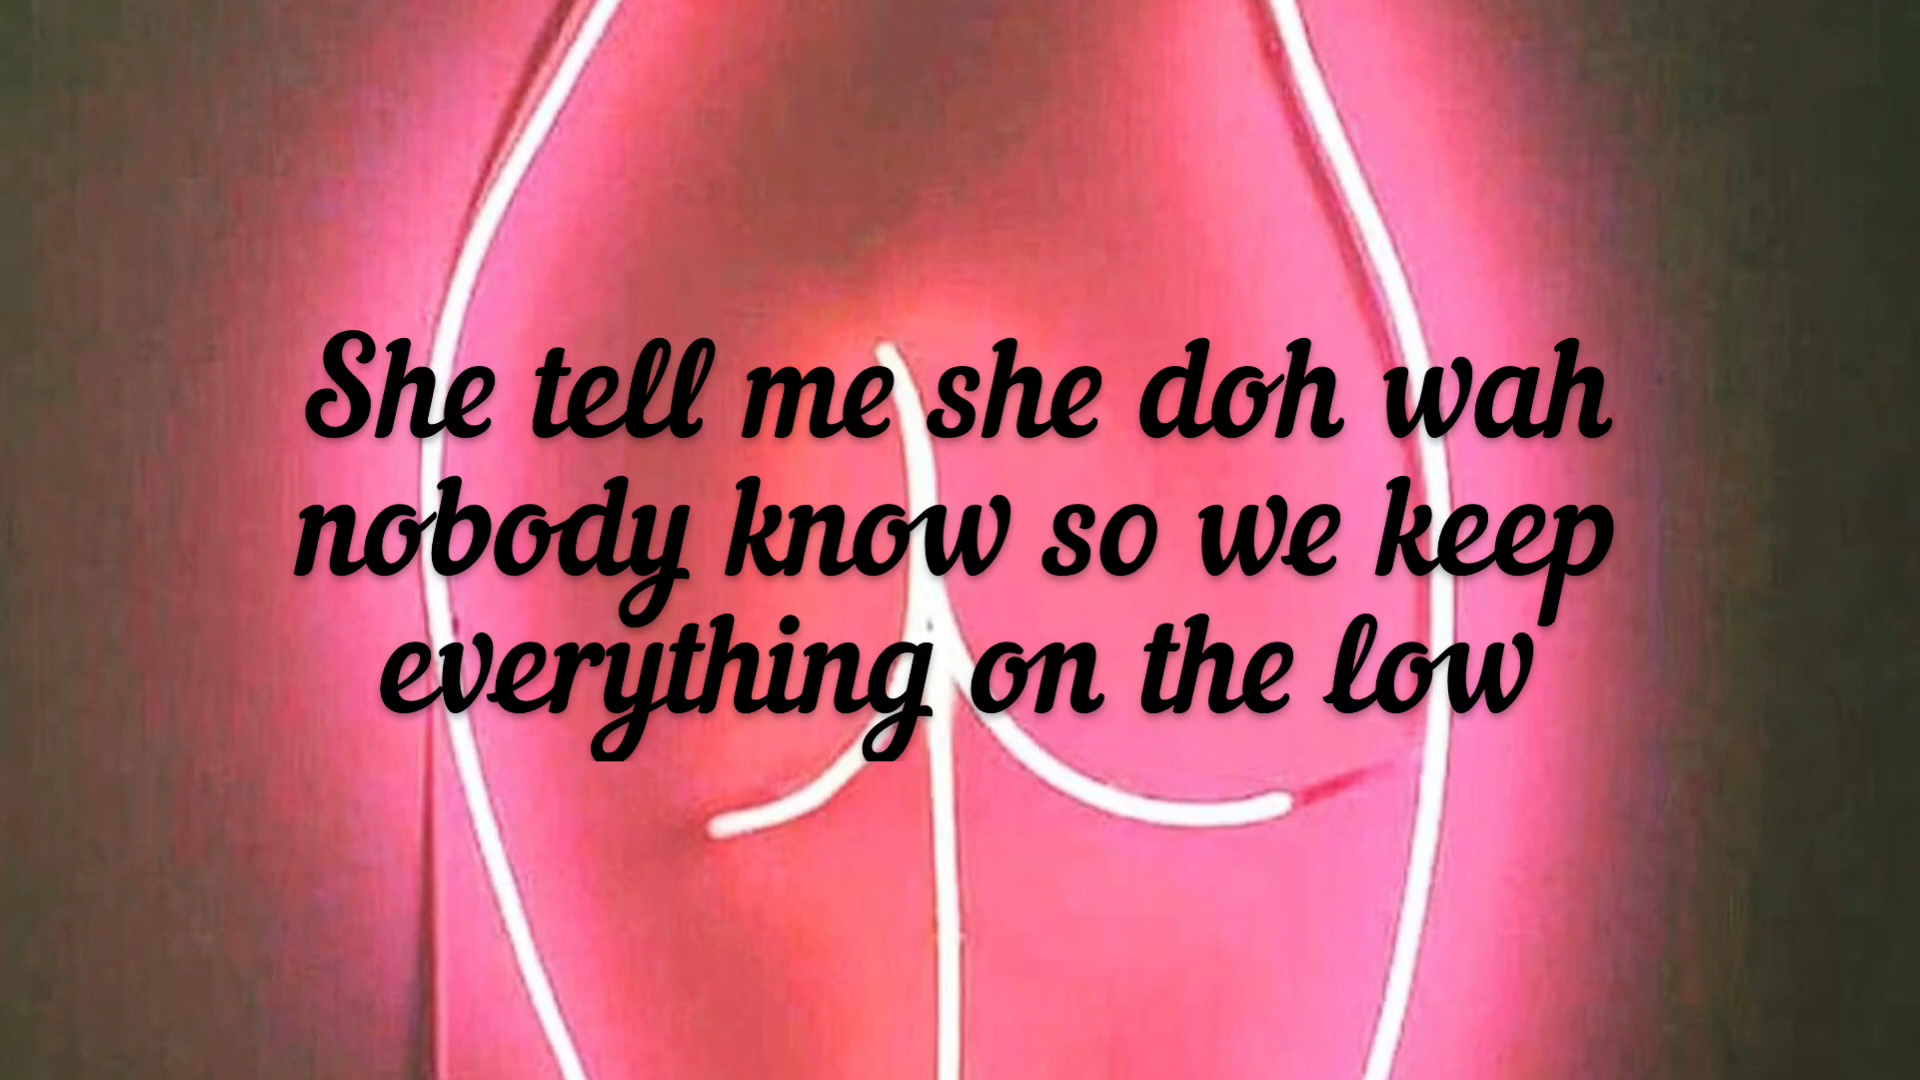 She tell me she doh wah
nobody know so we keep
everything on the low